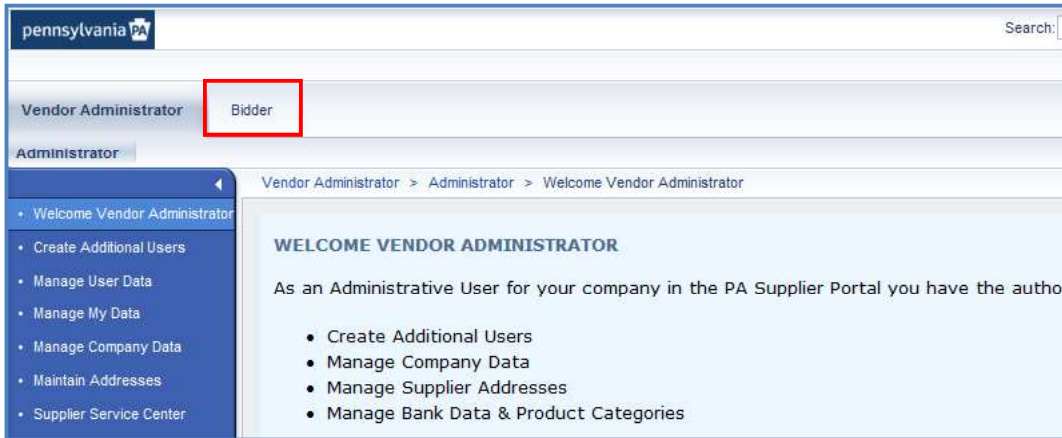 pennsylvania PA
Search:
Vendor Administrator Bidder
Administrator
Vendor Administrator > Administrator > Welcome Vendor Administrator
• Welcome Vendor Administrator
• Create Additional Users
• Manage User Data
• Manage My Data
• Manage Company Data
• Maintain Addresses
• Supplier Service Center
WELCOME VENDOR ADMINISTRATOR
As an Administrative User for your company in the PA Supplier Portal you have the autho
• Create Additional Users
• Manage Company Data
• Manage Supplier Addresses
• Manage Bank Data & Product Categories